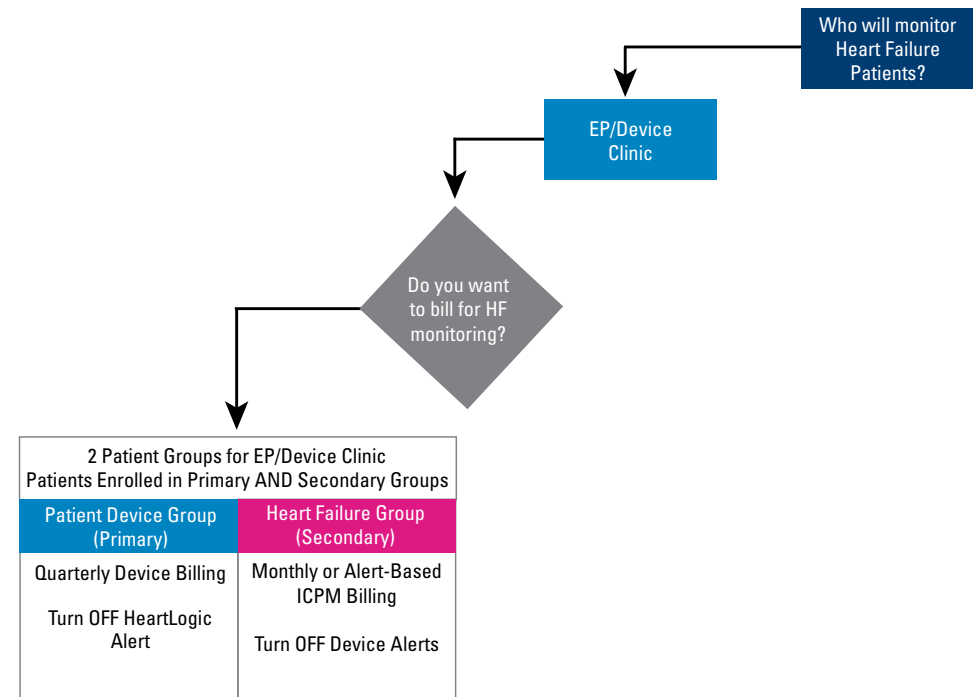 Who will monitor
Heart Failure
Patients?
EP/Device
Clinic
Do you want
to bill for HF
monitoring?
2 Patient Groups for EP/Device Clinic
Patients Enrolled in Primary AND Secondary Groups
Patient Device Group
(Primary)
Heart Failure Group
(Secondary)
Quarterly Device Billing
Turn OFF HeartLogic
Alert
Monthly or Alert-Based
ICPM Billing
Turn OFF Device Alerts